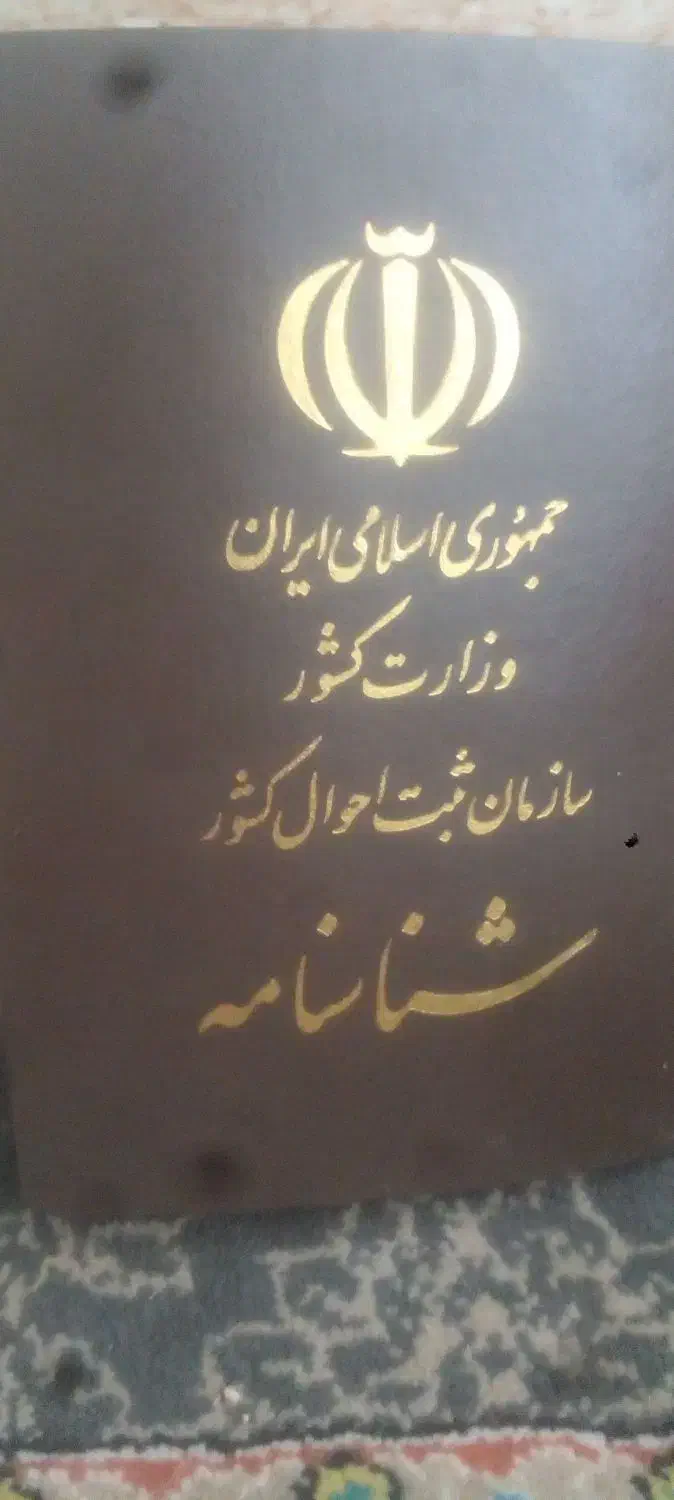 جمهوری اسلامی ایران
وزارت کشور
سازمان ثبت احوال کشور
شناسنامه